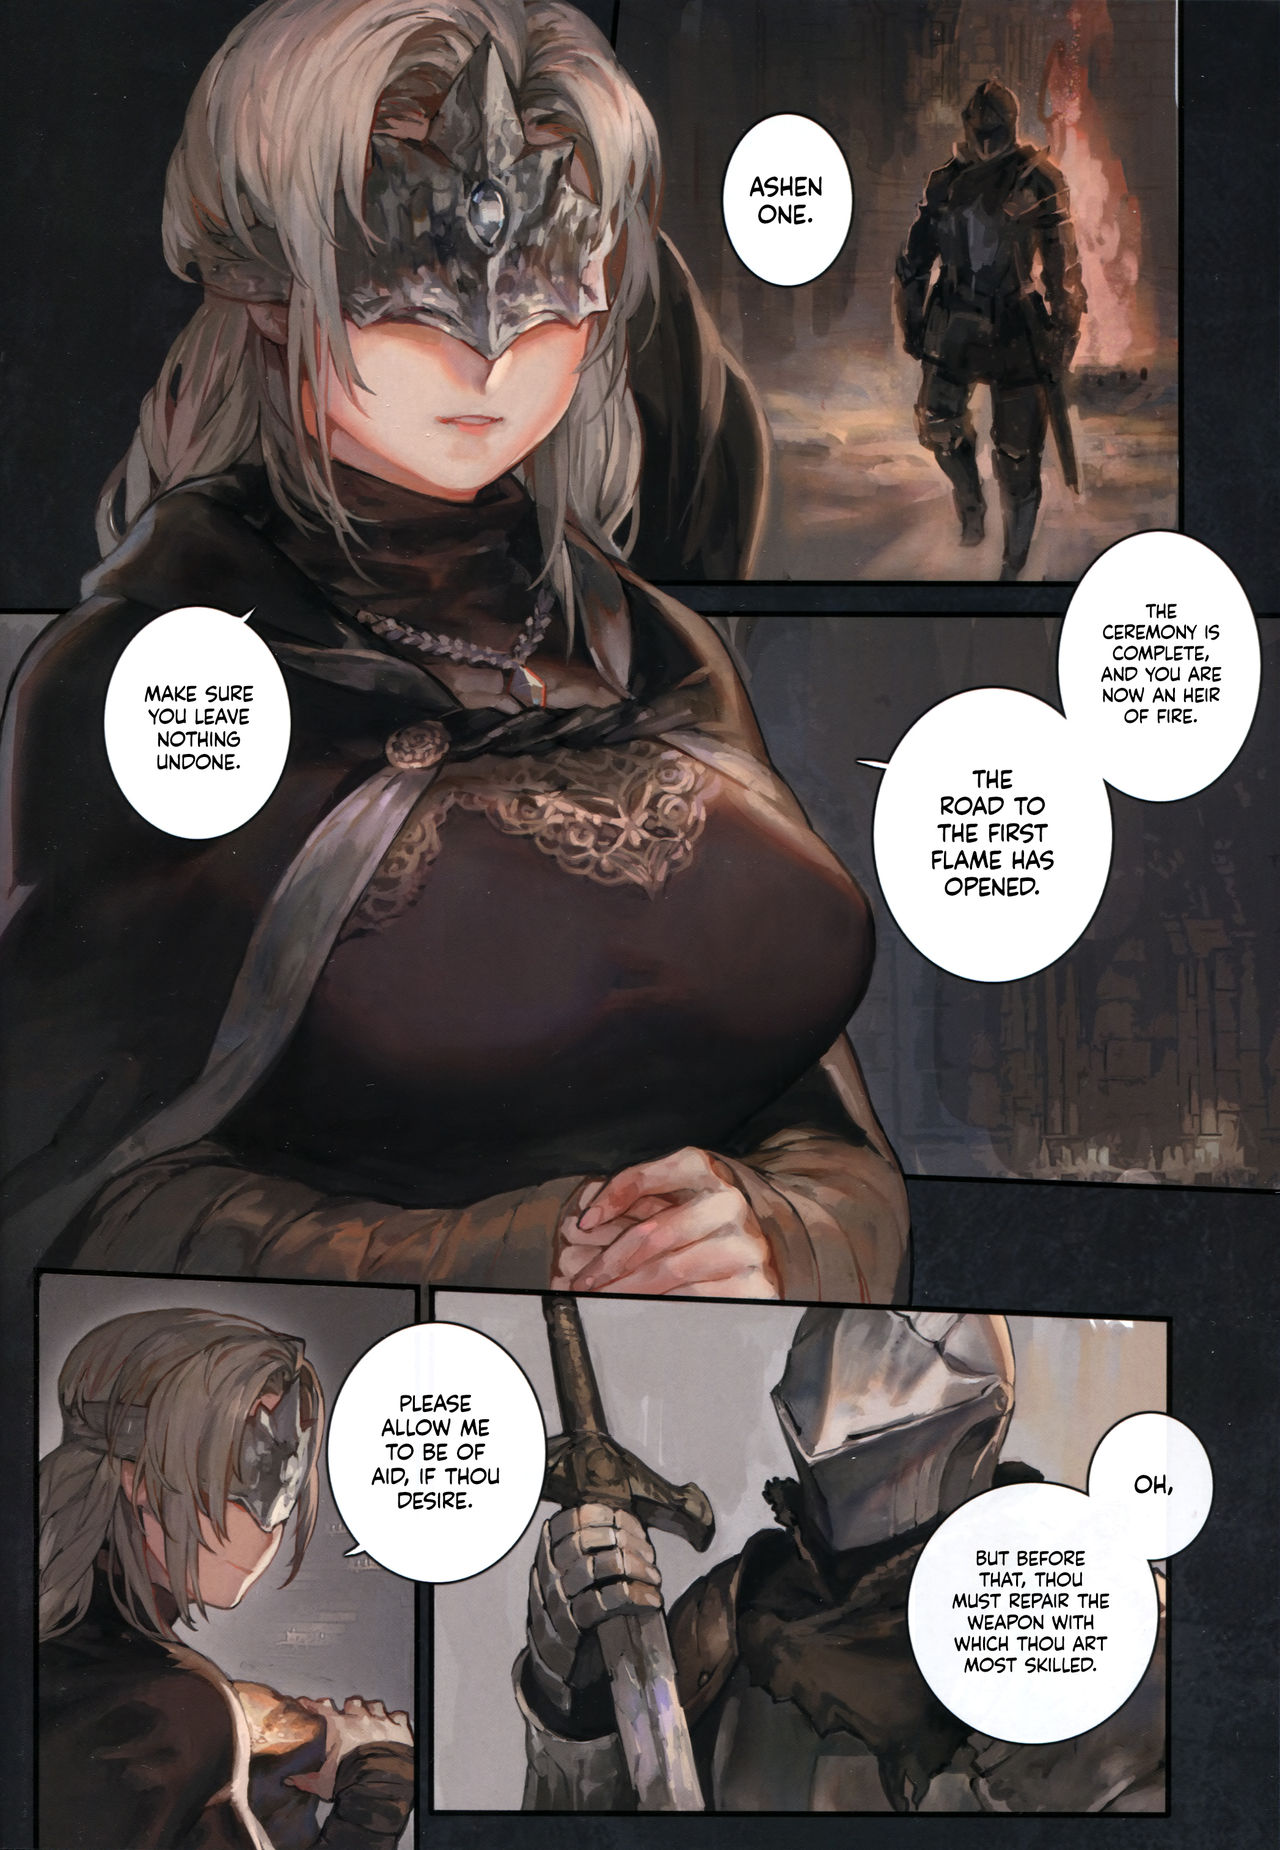 ASHEN
ONE.
THE
CEREMONY IS
COMPLETE,
AND YOU ARE
NOW AN HEIR
OF FIRE.
THE
ROAD TO
THE FIRST
FLAME HAS
OPENED.
MAKE SURE
YOU LEAVE
NOTHING
UNDONE.
OH,
BUT BEFORE
THAT, THOU
MUST REPAIR THE
WEAPON WITH
WHICH THOU ART
MOST SKILLED.
PLEASE
ALLOW ME
TO BE OF
AID, IF THOU
DESIRE.